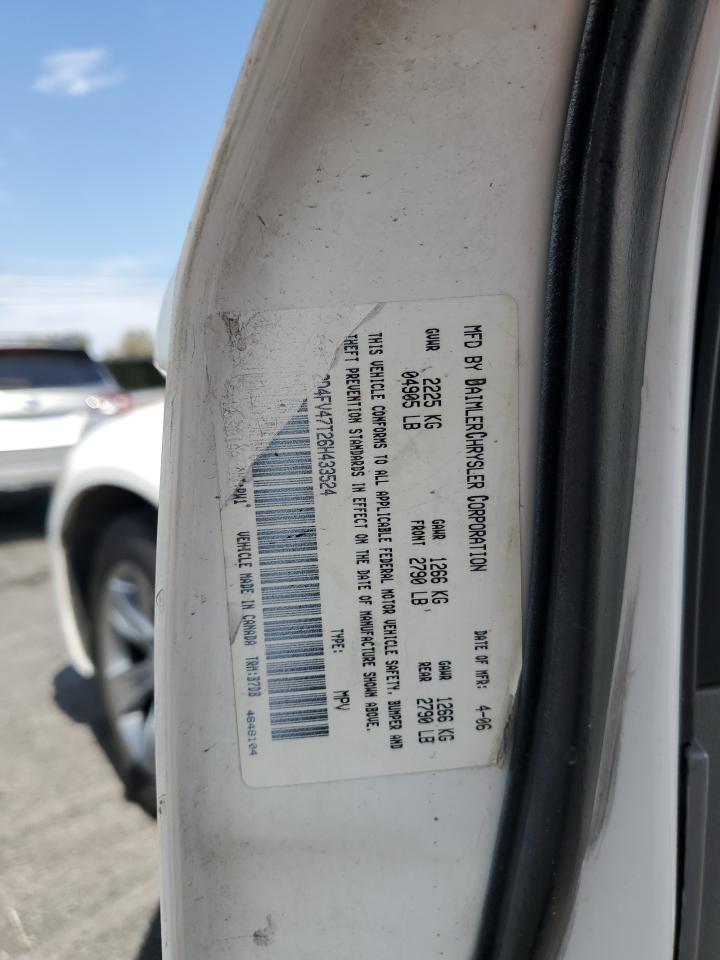 MFD BY DAIMLERCHRYSLER CORPORATION DATE OF MFR: 4-06
GVWR 2225 KG 04905 LB
GAWR FRONT 1266 KG 2790 LB
GAWR REAR 1266 KG 2790 LB
THIS VEHICLE CONFORMS TO ALL APPLICABLE FEDERAL MOTOR VEHICLE SAFETY, BUMPER AND
THEFT PREVENTION STANDARDS IN EFFECT ON THE DATE OF MANUFACTURE SHOWN ABOVE.
2D4FV47T26H433524 TYPE: MPV
VEHICLE MADE IN CANADA TRM:B7DB 4648104